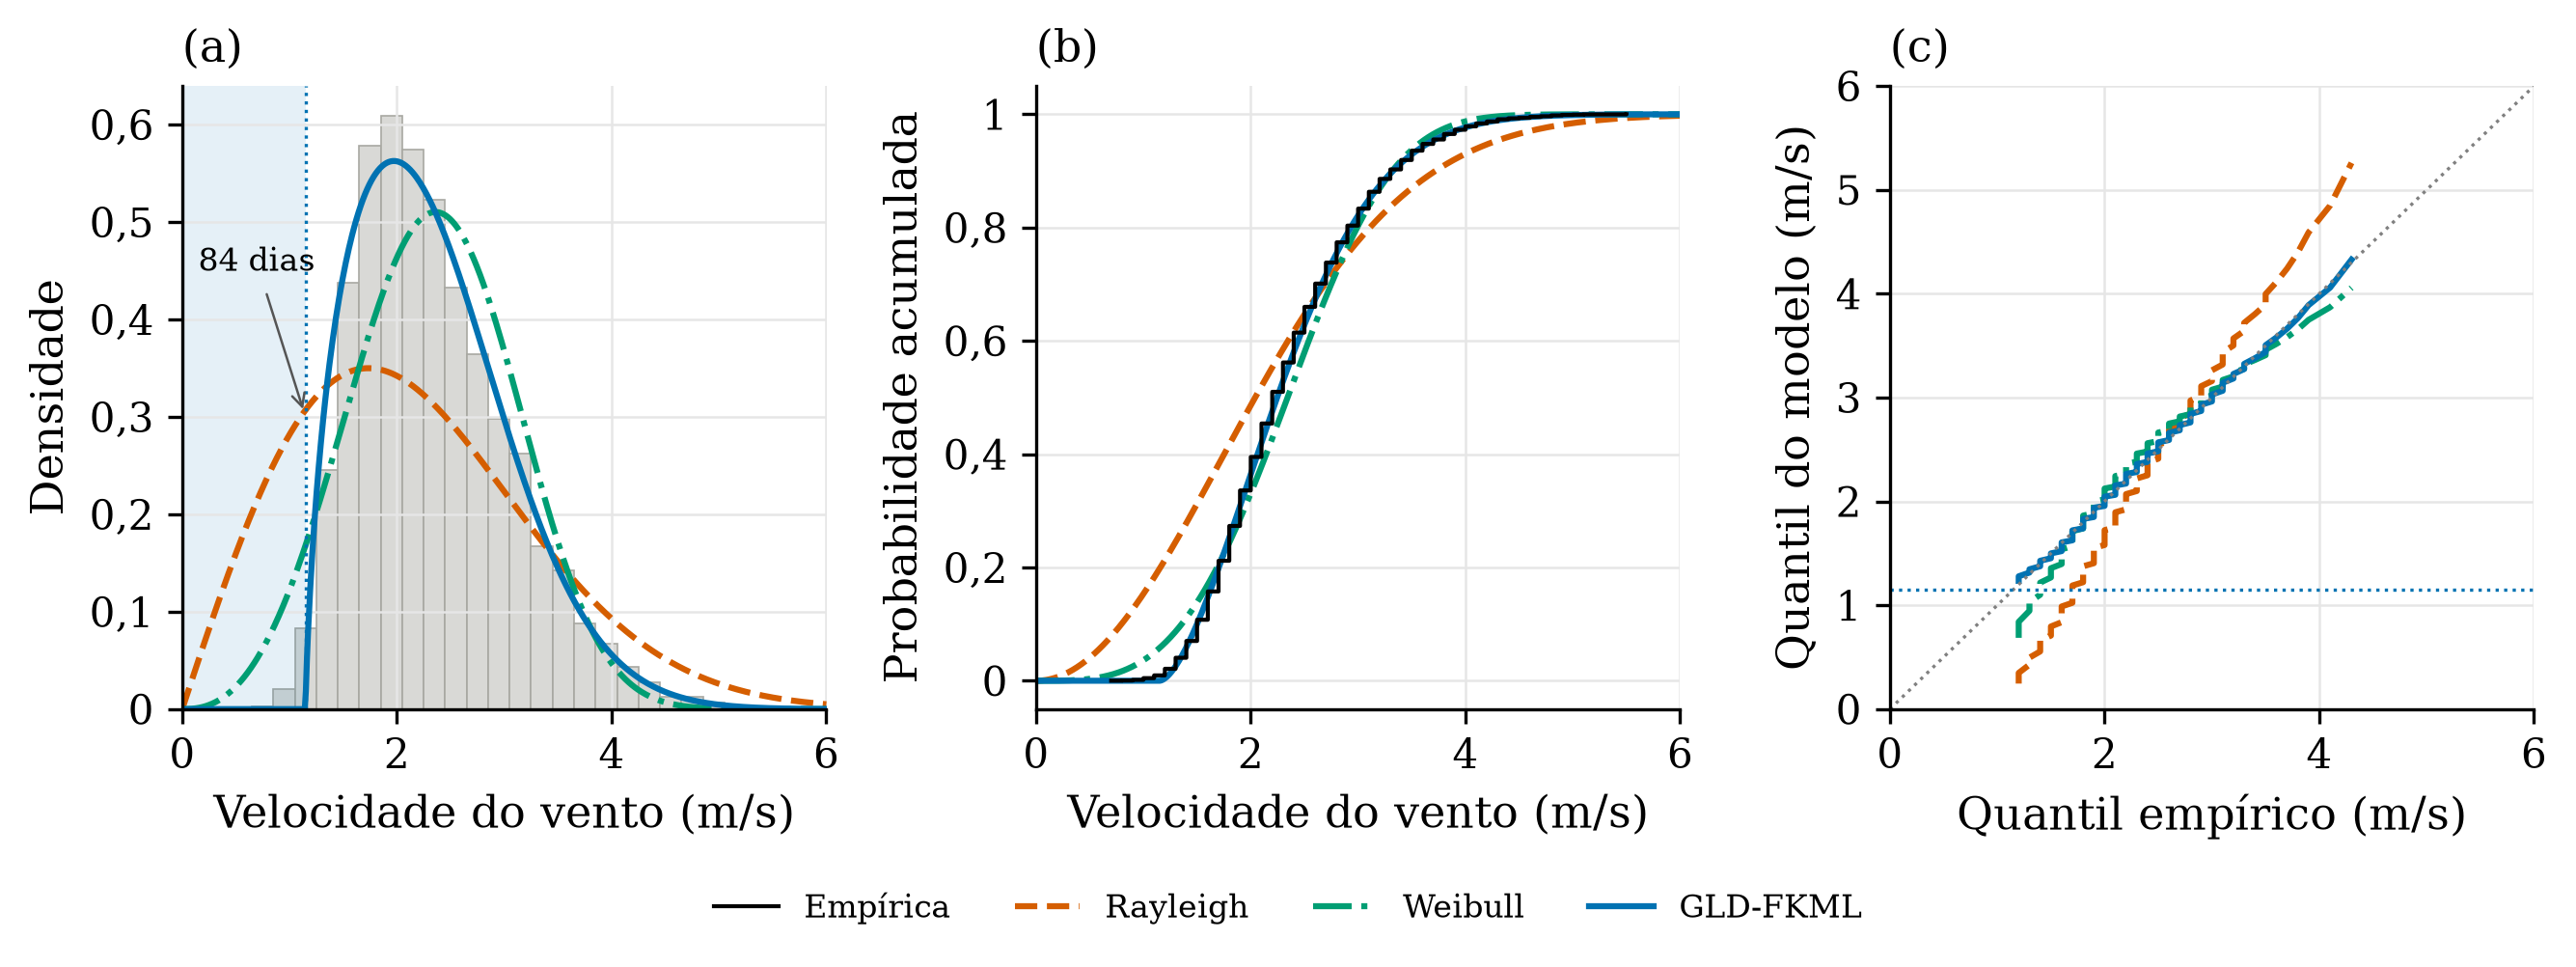 (a)
(b)
(c)
Densidade
0,6
0,5
0,4
0,3
0,2
0,1
0
84 dias
0 2 4 6
Velocidade do vento (m/s)
Probabilidade acumulada
1
0,8
0,6
0,4
0,2
0
0 2 4 6
Velocidade do vento (m/s)
Quantil do modelo (m/s)
6
5
4
3
2
1
0
0 2 4 6
Quantil empírico (m/s)
Empírica
Rayleigh
Weibull
GLD-FKML